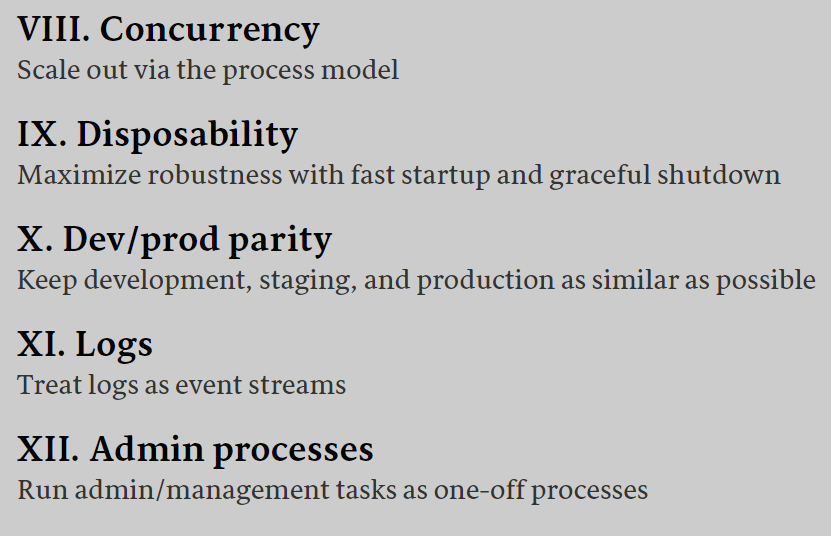 VIII. Concurrency
Scale out via the process model
IX. Disposability
Maximize robustness with fast startup and graceful shutdown
X. Dev/prod parity
Keep development, staging, and production as similar as possible
XI. Logs
Treat logs as event streams
XII. Admin processes
Run admin/management tasks as one-off processes